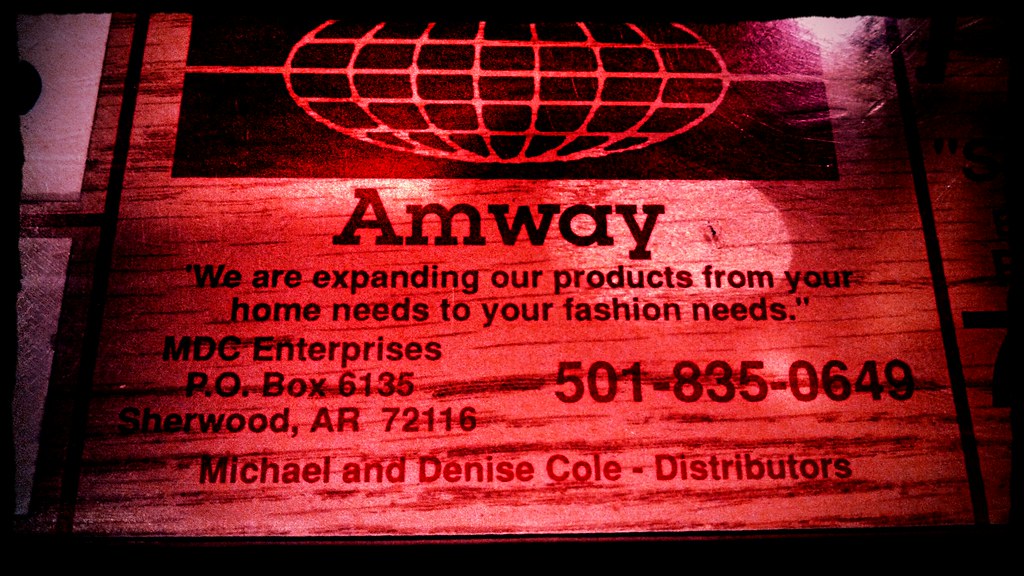 Amway
"We are expanding our products from your
home needs to your fashion needs."
MDC Enterprises
P.O. Box 6135
501-835-0649
Sherwood, AR 72116
Michael and Denise Cole - Distributors